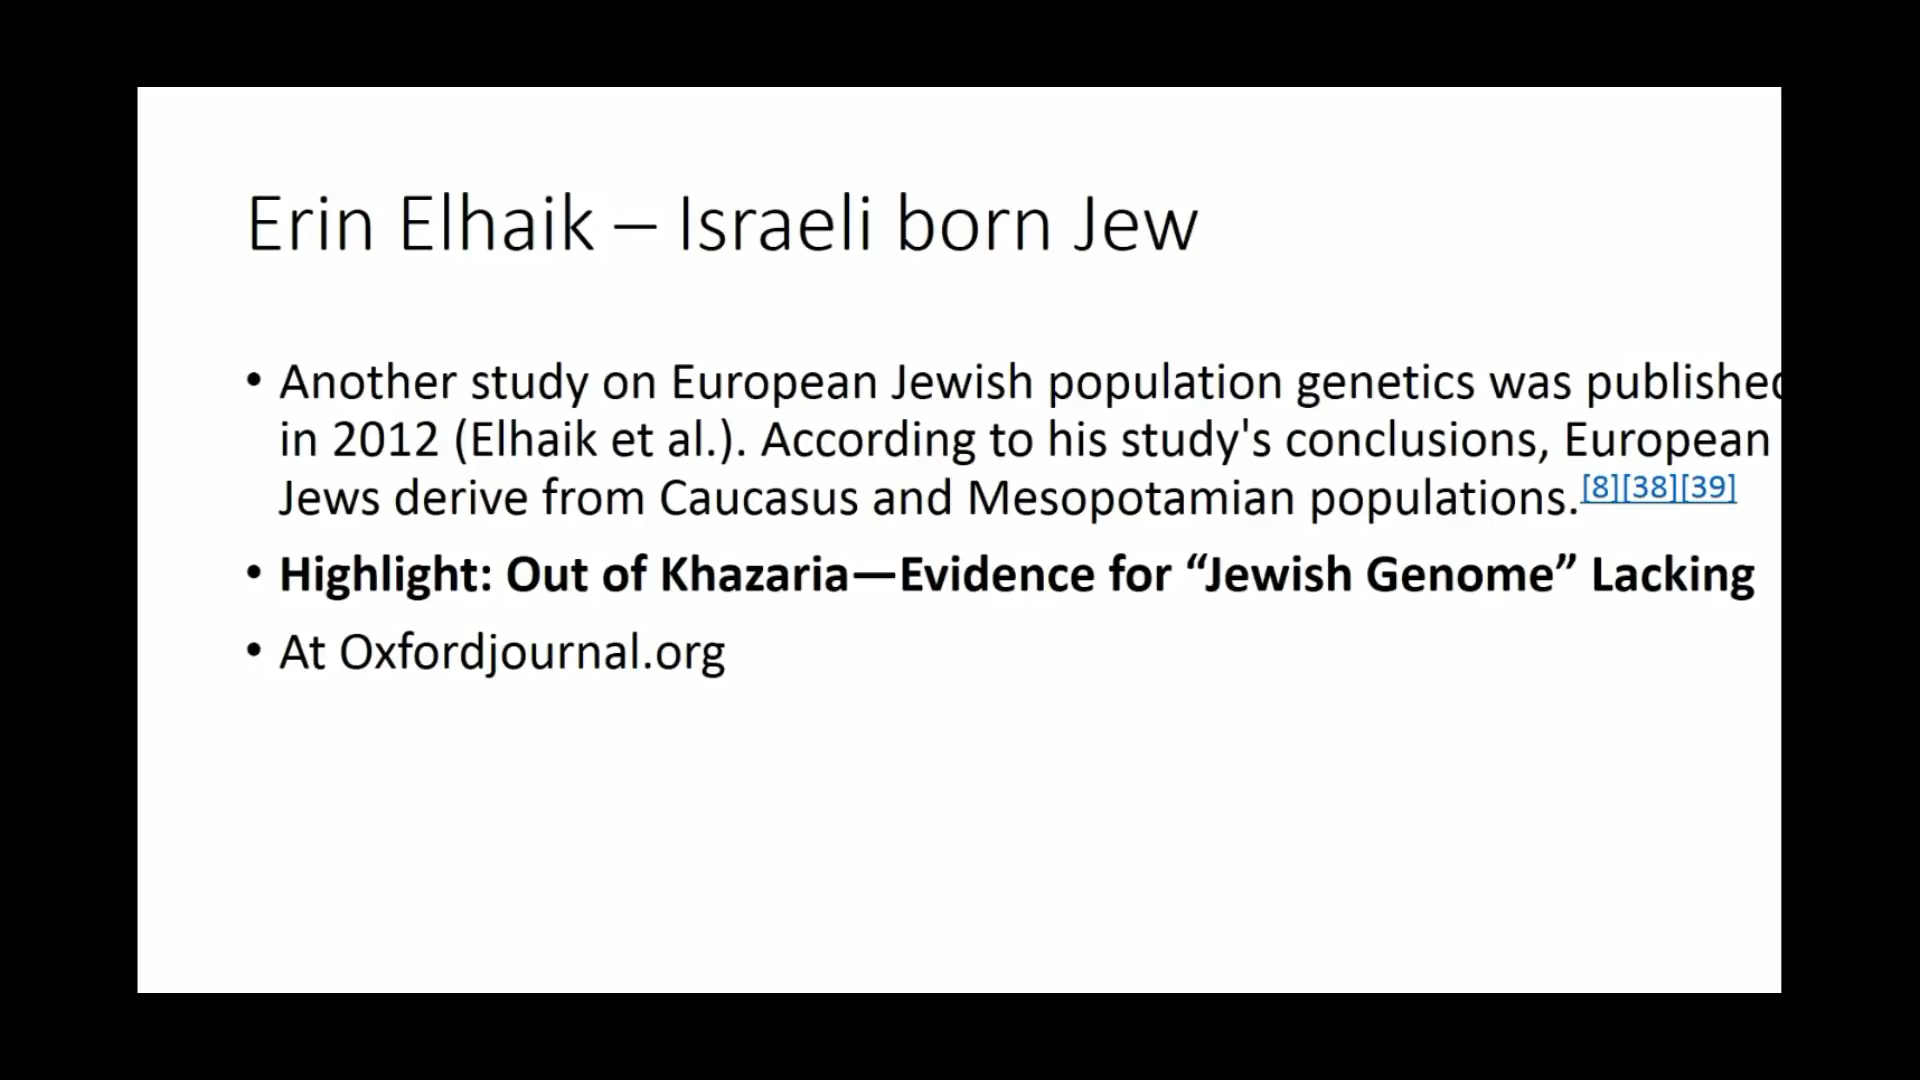 Erin Elhaik – Israeli born Jew
• Another study on European Jewish population genetics was published
in 2012 (Elhaik et al.). According to his study's conclusions, European
Jews derive from Caucasus and Mesopotamian populations.[8][38][39]
• Highlight: Out of Khazaria—Evidence for “Jewish Genome” Lacking
• At Oxfordjournal.org